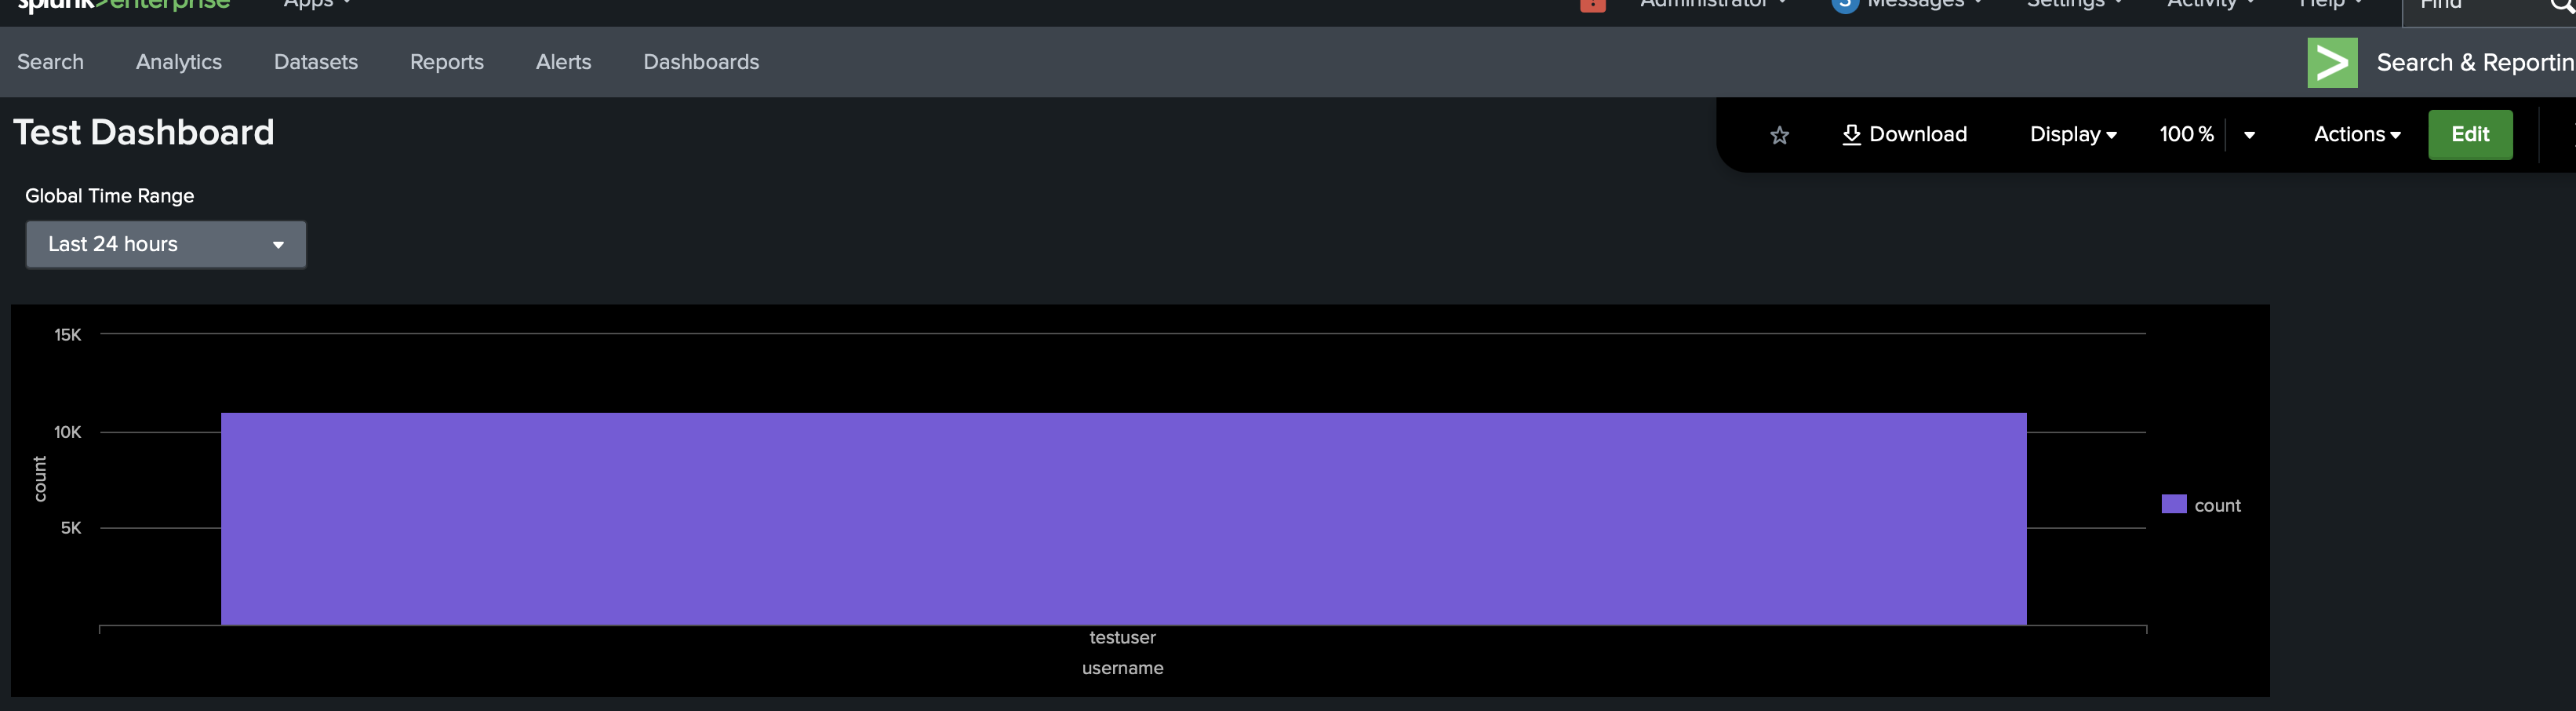 splunk>enterprise Apps Administrator 3 Messages Settings Activity Help Find
Search Analytics Datasets Reports Alerts Dashboards Search & Reportin
Test Dashboard
Download Display 100 % Actions Edit
Global Time Range
Last 24 hours
15K
10K
5K
count
count
testuser
username